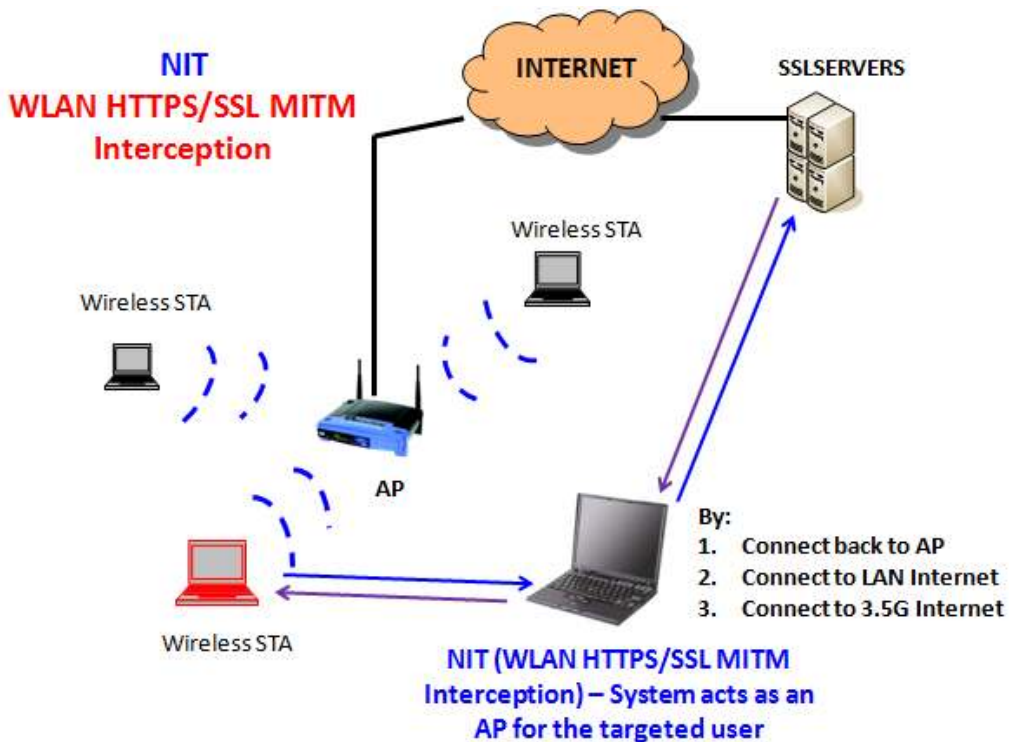 NIT
WLAN HTTPS/SSL MITM
Interception
INTERNET
SSLSERVERS
Wireless STA
Wireless STA
AP
Wireless STA
By:
1. Connect back to AP
2. Connect to LAN Internet
3. Connect to 3.5G Internet
NIT (WLAN HTTPS/SSL MITM
Interception) – System acts as an
AP for the targeted user